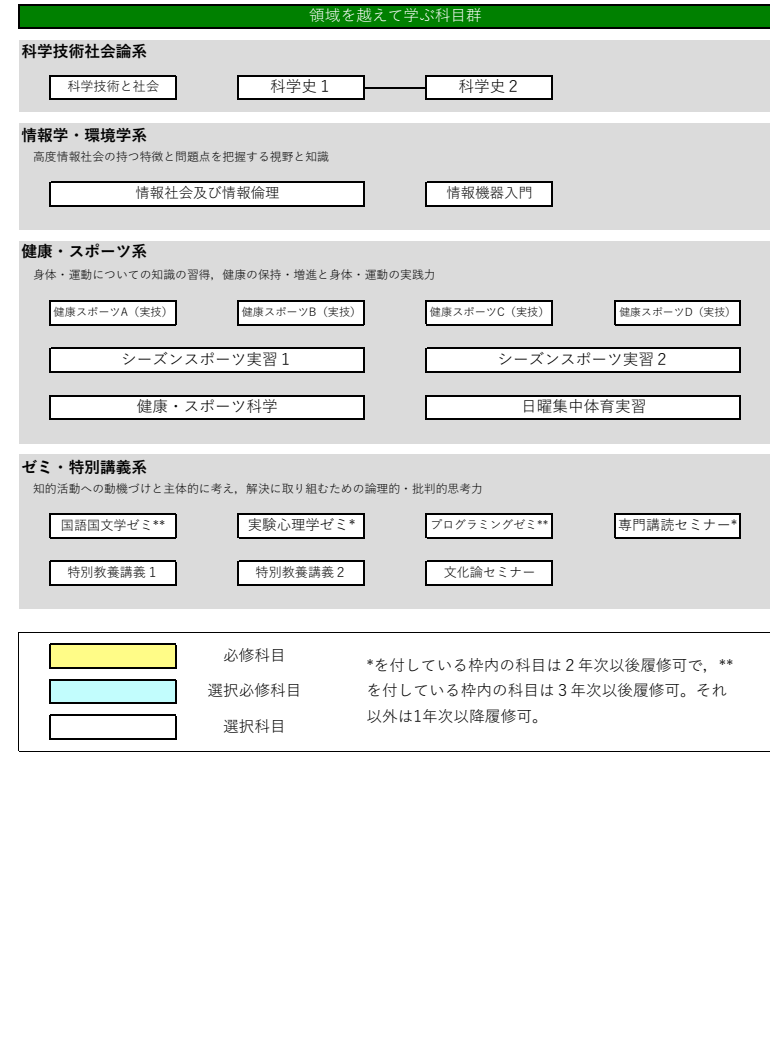 領域を越えて学ぶ科目群
科学技術社会論系
科学技術と社会 科学史１ 科学史２
情報学・環境学系
高度情報社会の持つ特徴と問題点を把握する視野と知識
情報社会及び情報倫理 情報機器入門
健康・スポーツ系
身体・運動についての知識の習得，健康の保持・増進と身体・運動の実践力
健康スポーツA（実技） 健康スポーツB（実技） 健康スポーツC（実技） 健康スポーツD（実技）
シーズンスポーツ実習１ シーズンスポーツ実習２
健康・スポーツ科学 日曜集中体育実習
ゼミ・特別講義系
知的活動への動機づけと主体的に考え，解決に取り組むための論理的・批判的思考力
国語国文学ゼミ** 実験心理学ゼミ* プログラミングゼミ** 専門講読セミナー*
特別教養講義１ 特別教養講義２ 文化論セミナー
必修科目
選択必修科目
選択科目
*を付している枠内の科目は２年次以後履修可で，**
を付している枠内の科目は３年次以後履修可。それ
以外は1年次以降履修可。